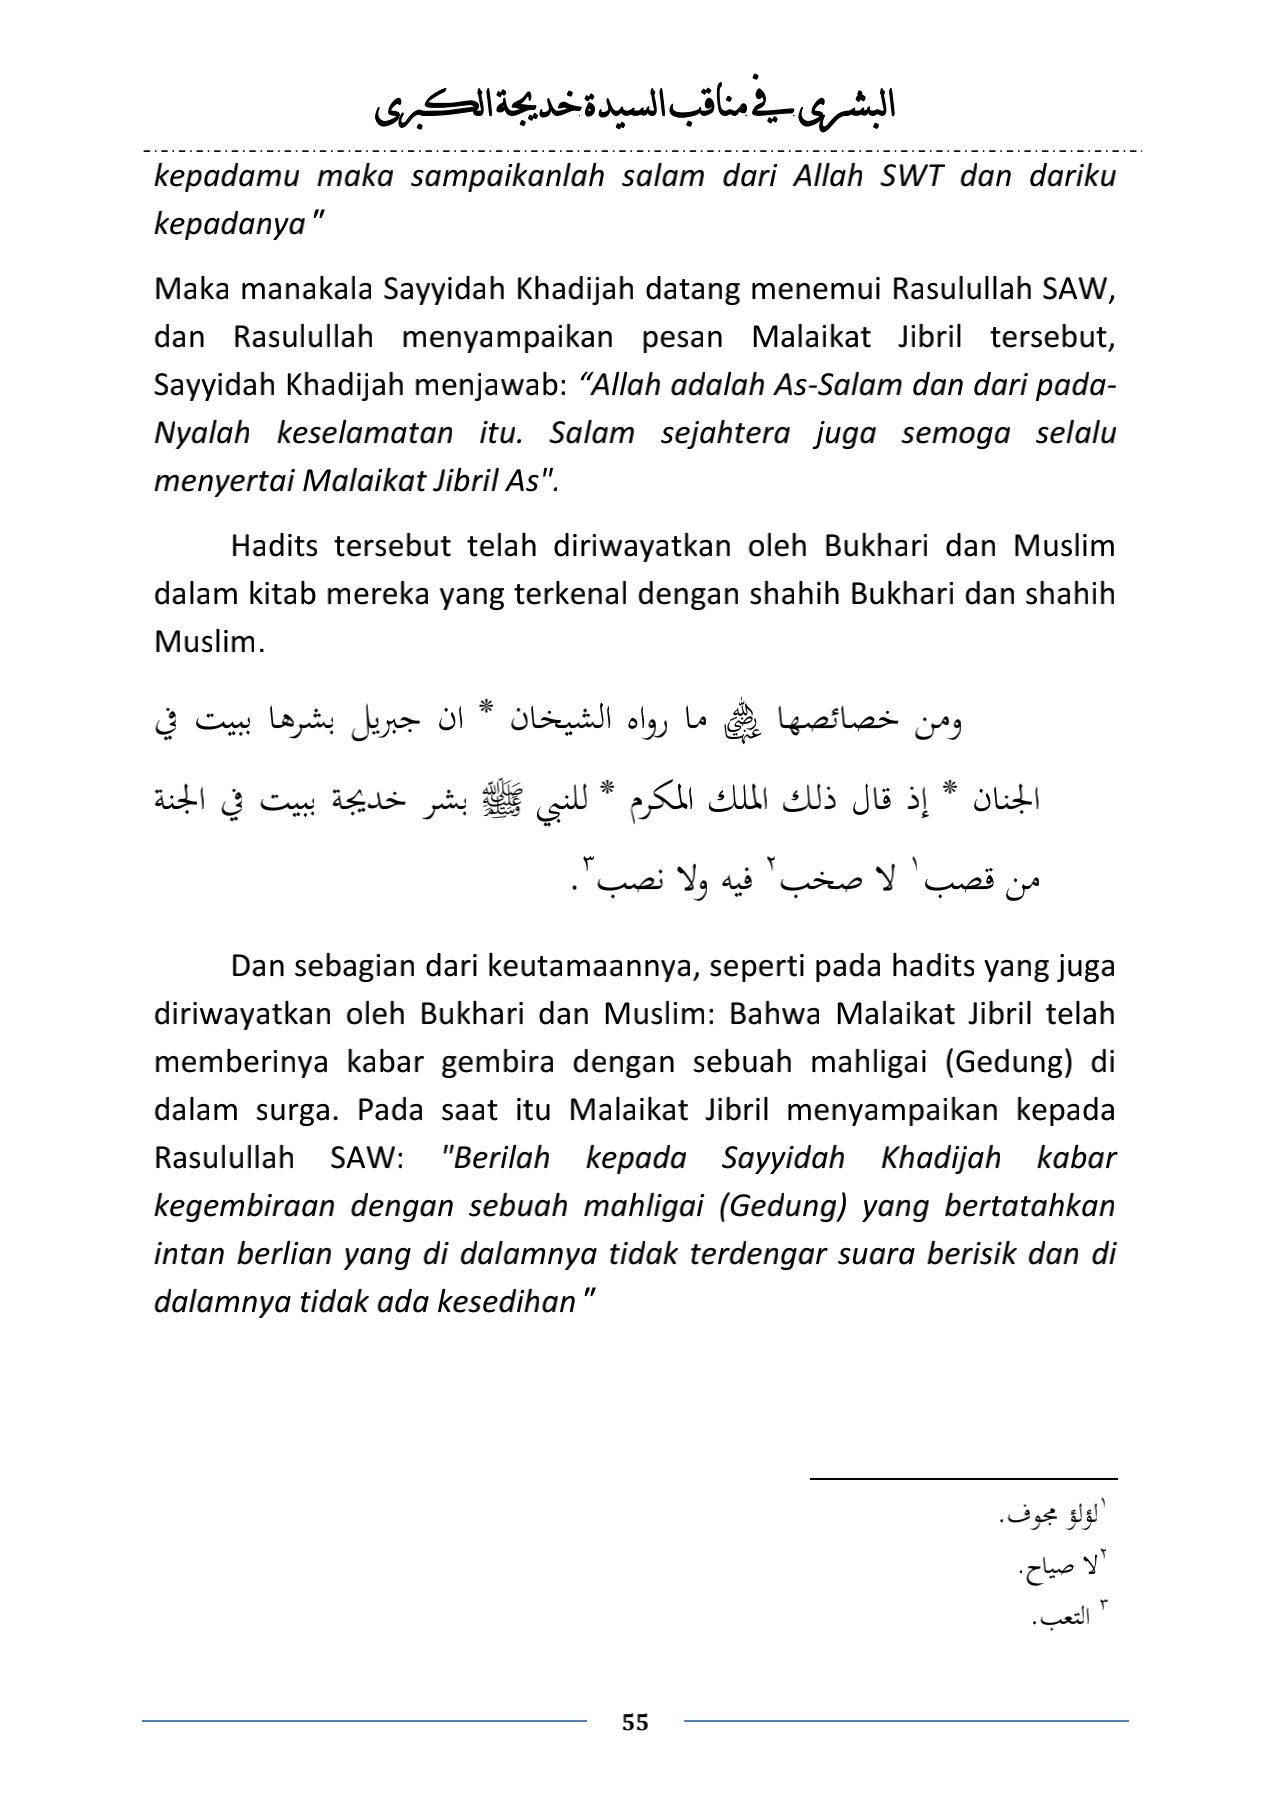 البشرى في مناقب السيدة خديجة الكبرى
kepadamu maka sampaikanlah salam dari Allah SWT dan dariku
kepadanya"
Maka manakala Sayyidah Khadijah datang menemui Rasulullah SAW,
dan Rasulullah menyampaikan pesan Malaikat Jibril tersebut,
Sayyidah Khadijah menjawab: “Allah adalah As-Salam dan dari pada-
Nyalah keselamatan itu. Salam sejahtera juga semoga selalu
menyertai Malaikat Jibril As".
Hadits tersebut telah diriwayatkan oleh Bukhari dan Muslim
dalam kitab mereka yang terkenal dengan shahih Bukhari dan shahih
Muslim.
ومن خصائصها رضي الله عنها ما رواه الشيخان * ان جبريل بشرها ببيت في
الجنان * إذ قال ذلك الملك المكرم * للنبي ﷺ بشر خديجة ببيت في الجنة
من قصب١ لا صخب٢ فيه ولا نصب٣.
Dan sebagian dari keutamaannya, seperti pada hadits yang juga
diriwayatkan oleh Bukhari dan Muslim: Bahwa Malaikat Jibril telah
memberinya kabar gembira dengan sebuah mahligai (Gedung) di
dalam surga. Pada saat itu Malaikat Jibril menyampaikan kepada
Rasulullah SAW: "Berilah kepada Sayyidah Khadijah kabar
kegembiraan dengan sebuah mahligai (Gedung) yang bertatahkan
intan berlian yang di dalamnya tidak terdengar suara berisik dan di
dalamnya tidak ada kesedihan"
١لؤلؤ مجوف.
٢لا صياح.
٣ التعب.
55